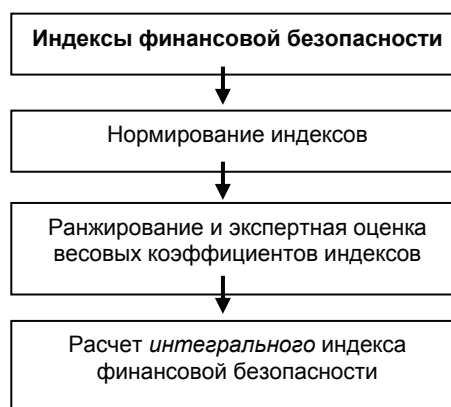 Индексы финансовой безопасности
Нормирование индексов
Ранжирование и экспертная оценка
весовых коэффициентов индексов
Расчет интегрального индекса
финансовой безопасности